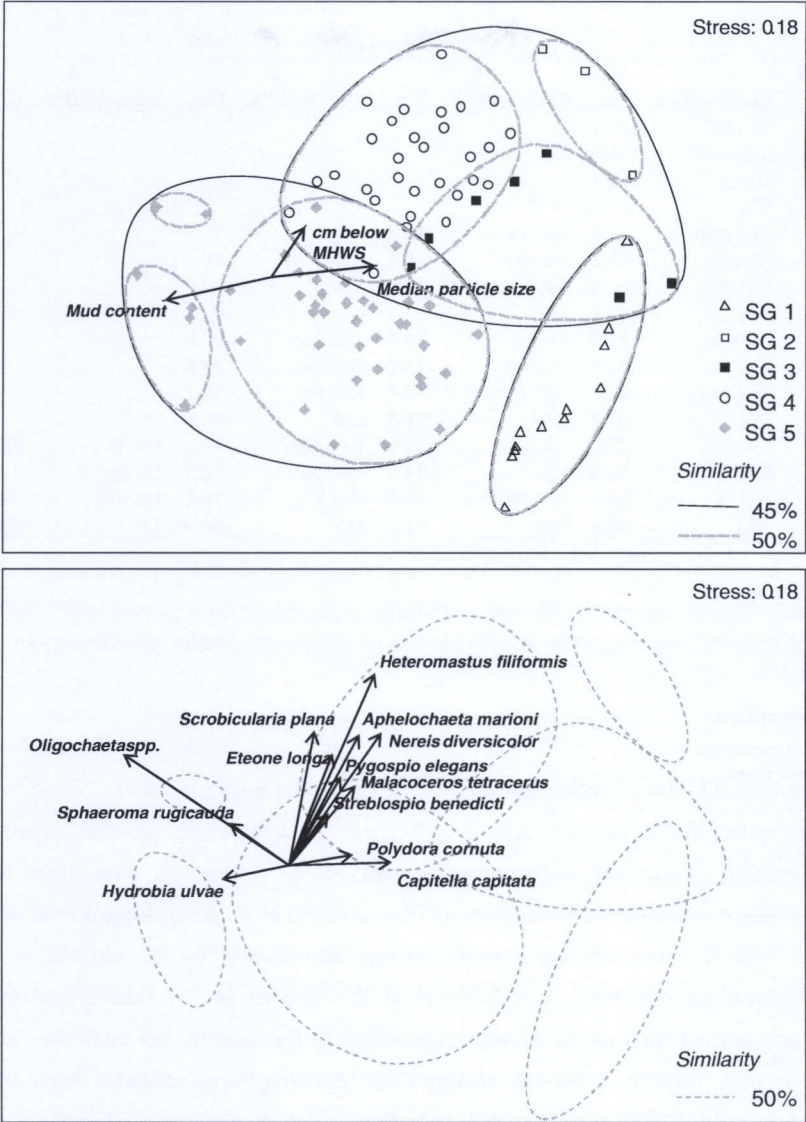 Stress: 0.18
cm below
MHWS
Median particle size
Mud content
SG 1
SG 2
SG 3
SG 4
SG 5
Similarity
45%
50%
Stress: 0.18
Heteromastus filiformis
Scrobicularia plana
Aphelochaeta marioni
Nereis diversicolor
Oligochaetaspp.
Eteone longa
Pygospio elegans
Malacoceros tetracerus
Streblospio benedicti
Sphaeroma rugicauda
Polydora cornuta
Hydrobia ulvae
Capitella capitata
Similarity
50%